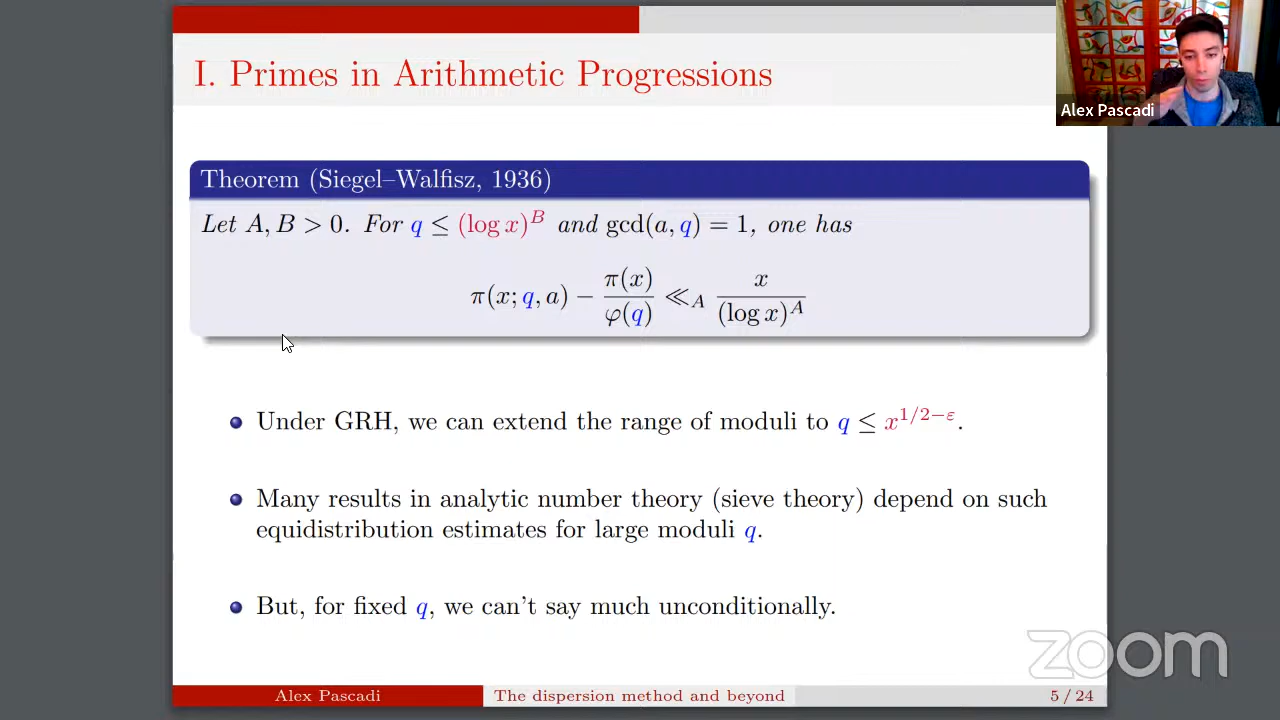 I. Primes in Arithmetic Progressions
Alex Pascadi
Theorem (Siegel–Walfisz, 1936)
Let A, B > 0. For q ≤ (log x)^B and gcd(a, q) = 1, one has
π(x; q, a) − π(x)/φ(q) ≪_A x/(log x)^A
Under GRH, we can extend the range of moduli to q ≤ x^{1/2−ε}.
Many results in analytic number theory (sieve theory) depend on such
equidistribution estimates for large moduli q.
But, for fixed q, we can't say much unconditionally.
zoom
Alex Pascadi
The dispersion method and beyond
5 / 24